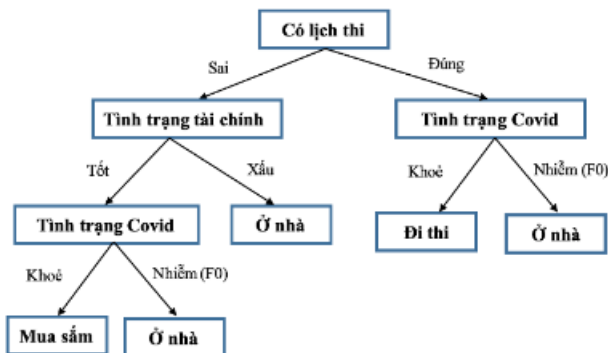 Có lịch thi
Sai
Đúng
Tình trạng tài chính
Tình trạng Covid
Tốt
Xấu
Khoẻ
Nhiễm (F0)
Tình trạng Covid
Ở nhà
Đi thi
Ở nhà
Khoẻ
Nhiễm (F0)
Mua sắm
Ở nhà